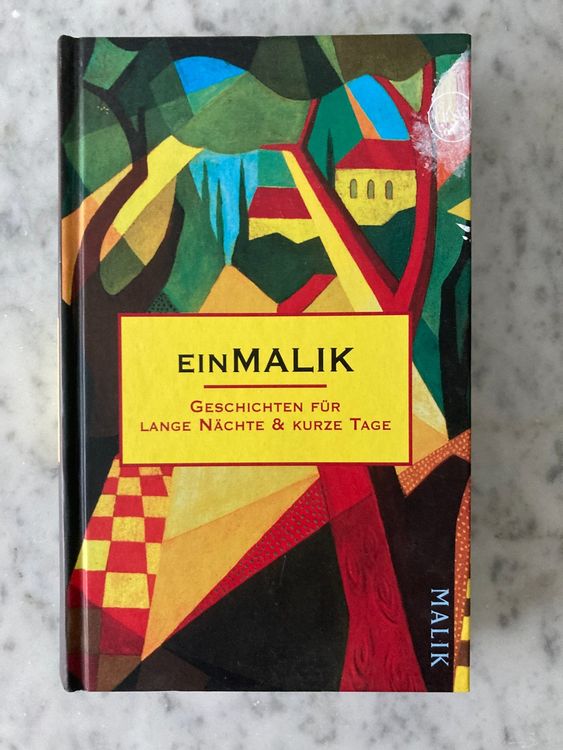 EINMALIK
GESCHICHTEN FÜR
LANGE NÄCHTE & KURZE TAGE
MALIK